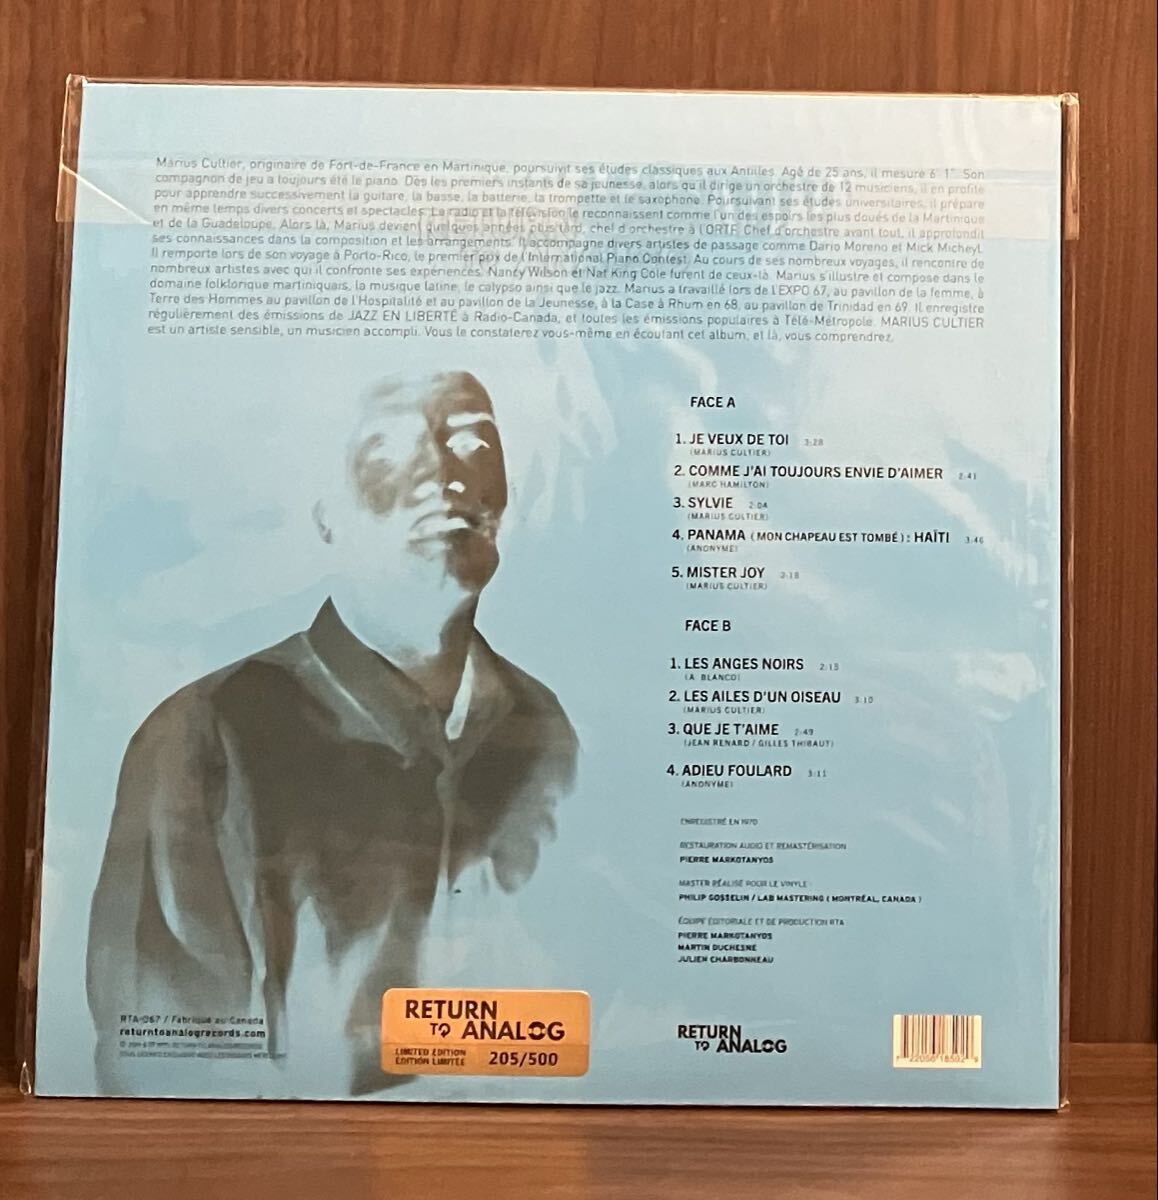 Marius Cultier, originaire de Fort-de-France en Martinique, poursuivit ses études classiques aux Antilles. Agé de 25 ans, il mesure 6' 1". Son
compagnon de jeu a toujours été le piano. Dès les premiers instants de sa jeunesse, alors qu'il dirige un orchestre de 12 musiciens, il en profite
pour apprendre successivement la guitare, la basse, la batterie, la trompette et le saxophone. Poursuivant ses études universitaires, il prépare
en même temps divers concerts et spectacles. La radio et la télévision le reconnaissent comme l'un des espoirs les plus doués de la Martinique
et de la Guadeloupe. Alors là, Marius devient quelques années plus tard, chef d'orchestre à l'ORTF. Chef d'orchestre avant tout, il approfondit
ses connaissances dans la composition et les arrangements. Il accompagne divers artistes de passage comme Dario Moreno et Mick Micheyl.
Il remporte lors de son voyage à Porto-Rico, le premier prix de l'International Piano Contest. Au cours de ses nombreux voyages, il rencontre de
nombreux artistes avec qui il confronte ses expériences. Nancy Wilson et Nat King Cole furent de ceux-là. Marius s'illustre et compose dans le
domaine folklorique martiniquais, la musique latine, le calypso ainsi que le jazz. Marius a travaillé lors de L'EXPO 67, au pavillon de la femme, à
Terre des Hommes au pavillon de l'Hospitalité et au pavillon de la Jeunesse, à la Case à Rhum en 68, au pavillon de Trinidad en 69. Il enregistre
régulièrement des émissions de JAZZ EN LIBERTÉ à Radio-Canada, et toutes les émissions populaires à Télé-Métropole. MARIUS CULTIER
est un artiste sensible, un musicien accompli. Vous le constaterez vous-même en écoutant cet album, et là, vous comprendrez.
FACE A
1. JE VEUX DE TOI 3:28
(MARIUS CULTIER)
2. COMME J'AI TOUJOURS ENVIE D'AIMER 2:41
(MARC HAMILTON)
3. SYLVIE 2:04
(MARIUS CULTIER)
4. PANAMA (MON CHAPEAU EST TOMBÉ) : HAÏTI 3:46
(ANONYME)
5. MISTER JOY
(MARIUS CULTIER)
FACE B
1. LES ANGES NOIRS
(A. BLANCO)
2. LES AILES D'UN OISEAU 3:10
(MARIUS CULTIER)
3. QUE JE T'AIME 2:49
(JEAN RENARD / GILLES THIBAUT)
4. ADIEU FOULARD 3:11
(ANONYME)
ENREGISTRÉ EN 1970
RESTAURATION AUDIO ET REMASTÉRISATION
PIERRE MARKOTANYOS
MASTER RÉALISÉ POUR LE VINYLE :
PHILIP GOSSELIN / LAB MASTERING ( MONTRÉAL, CANADA )
ÉQUIPE ÉDITORIALE ET DE PRODUCTION RTA
PIERRE MARKOTANYOS
MARTIN DUCHESNE
JULIEN CHARBONNEAU
RTA-067 / Fabriqué au Canada
returntoanalogrecords.com
RETURN
TO ANALOG
LIMITED EDITION
ÉDITION LIMITÉE
205/500
RETURN
TO ANALOG